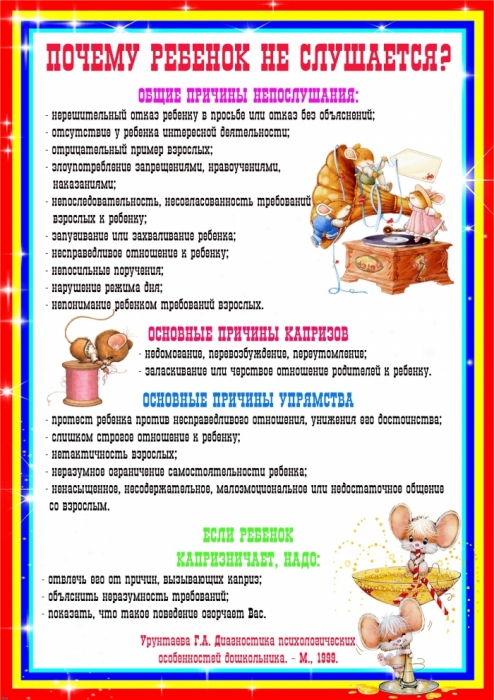 ПОЧЕМУ РЕБЕНОК НЕ СЛУШАЕТСЯ?
ОБЩИЕ ПРИЧИНЫ НЕПОСЛУШАНИЯ:
- нерешительный отказ ребенку в просьбе или отказ без объяснений;
- отсутствие у ребенка интересной деятельности;
- отрицательный пример взрослых;
- злоупотребление запрещениями, нравоучениями,
наказаниями;
- непоследовательность, несогласованность требований
взрослых к ребенку;
- запугивание или захваливание ребенка;
- несправедливое отношение к ребенку;
- непосильные поручения;
- нарушение режима дня;
- непонимание ребенком требований взрослых.
ОСНОВНЫЕ ПРИЧИНЫ КАПРИЗОВ
- недомогание, перевозбуждение, переутомление;
- заласкивание или черствое отношение родителей к ребенку.
ОСНОВНЫЕ ПРИЧИНЫ УПРЯМСТВА
- протест ребенка против несправедливого отношения, унижения его достоинства;
- слишком строгое отношение к ребенку;
- нетактичность взрослых;
- неразумное ограничение самостоятельности ребенка;
- ненасыщенное, несодержательное, малоэмоциональное или недостаточное общение
со взрослым.
ЕСЛИ РЕБЕНОК
КАПРИЗНИЧАЕТ, НАДО:
- отвлечь его от причин, вызывающих каприз;
- объяснить неразумность требований;
- показать, что такое поведение огорчает Вас.
Урунтаева Г.А. Диагностика психологических
особенностей дошкольника. - М., 1999.